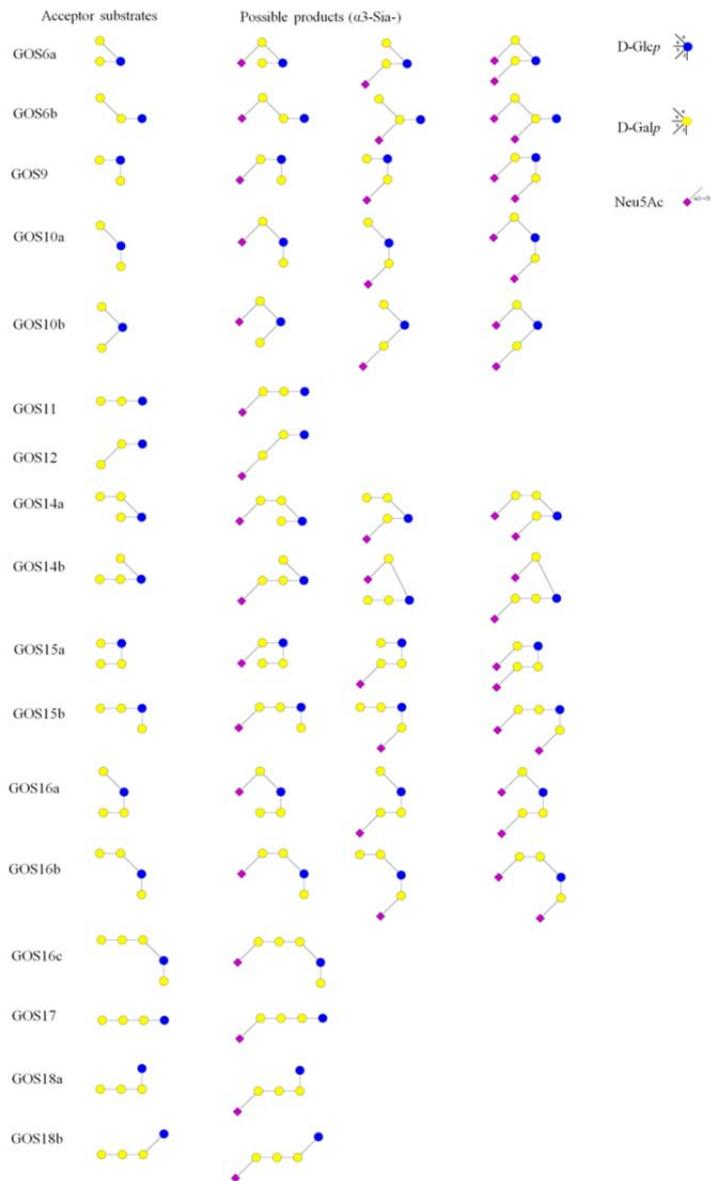 Acceptor substrates Possible products (α3-Sia-)
GOS6a
D-Glcp
GOS6b
D-Galp
GOS9
Neu5Ac
GOS10a
GOS10b
GOS11
GOS12
GOS14a
GOS14b
GOS15a
GOS15b
GOS16a
GOS16b
GOS16c
GOS17
GOS18a
GOS18b